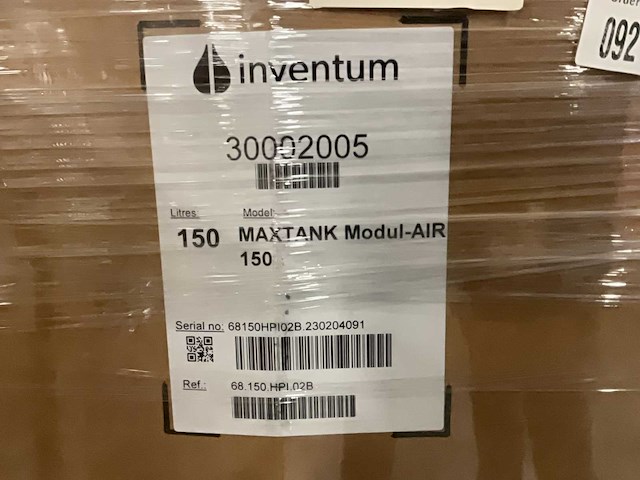 inventum
30002005
Litres:
Model:
150
MAXTANK Modul-AIR
150
Serial no: 68150HPI02B.230204091
Ref.: 68.150.HPI.02B
092